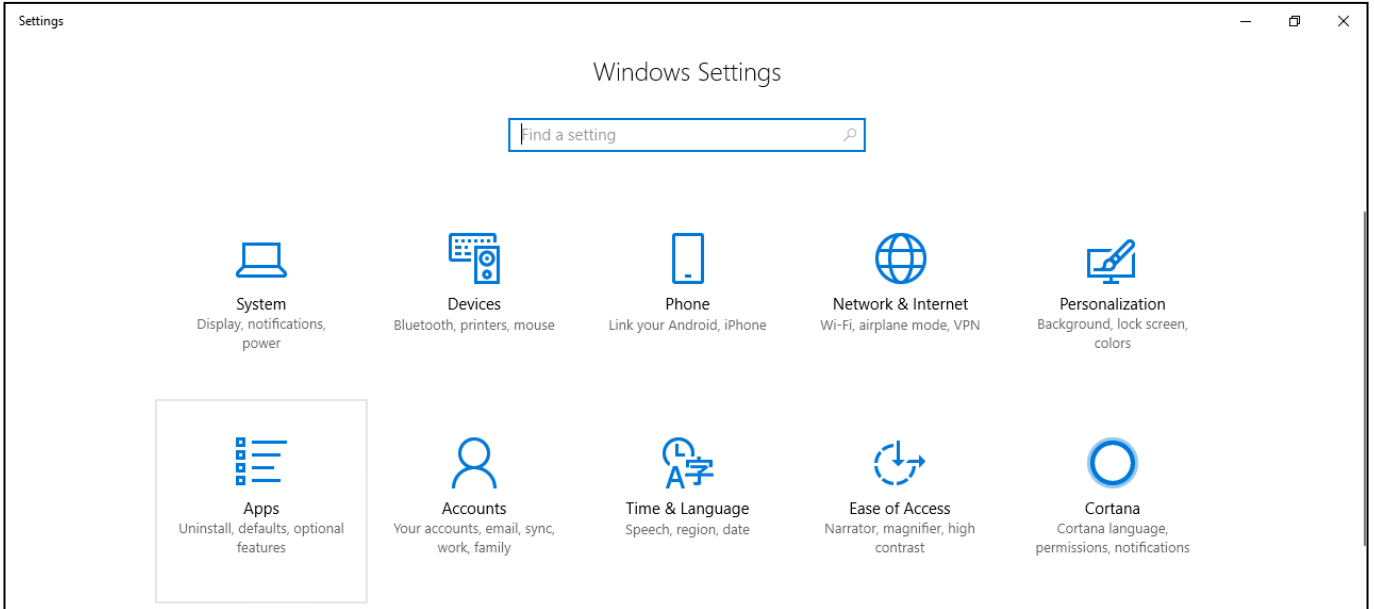 Settings
Windows Settings
Find a setting
System
Display, notifications,
power
Devices
Bluetooth, printers, mouse
Phone
Link your Android, iPhone
Network & Internet
Wi-Fi, airplane mode, VPN
Personalization
Background, lock screen,
colors
Apps
Uninstall, defaults, optional
features
Accounts
Your accounts, email, sync,
work, family
A字
Time & Language
Speech, region, date
Ease of Access
Narrator, magnifier, high
contrast
Cortana
Cortana language,
permissions, notifications